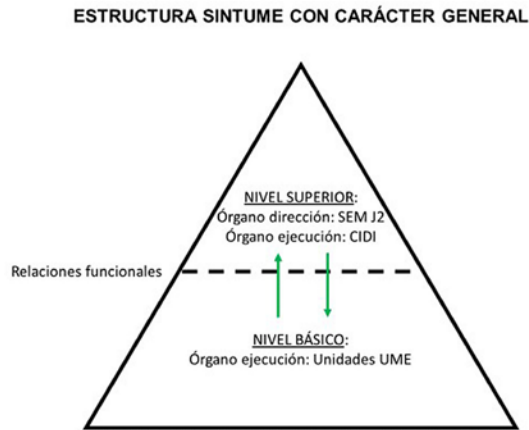 ESTRUCTURA SINTUME CON CARÁCTER GENERAL
NIVEL SUPERIOR:
Órgano dirección: SEM J2
Órgano ejecución: CIDI
Relaciones funcionales
NIVEL BÁSICO:
Órgano ejecución: Unidades UME